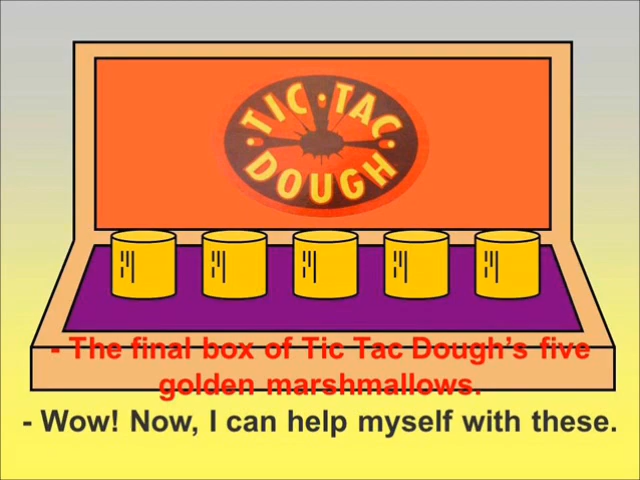 TIC TAC
DOUGH
- The final box of Tic Tac Dough’s five
golden marshmallows.
- Wow! Now, I can help myself with these.